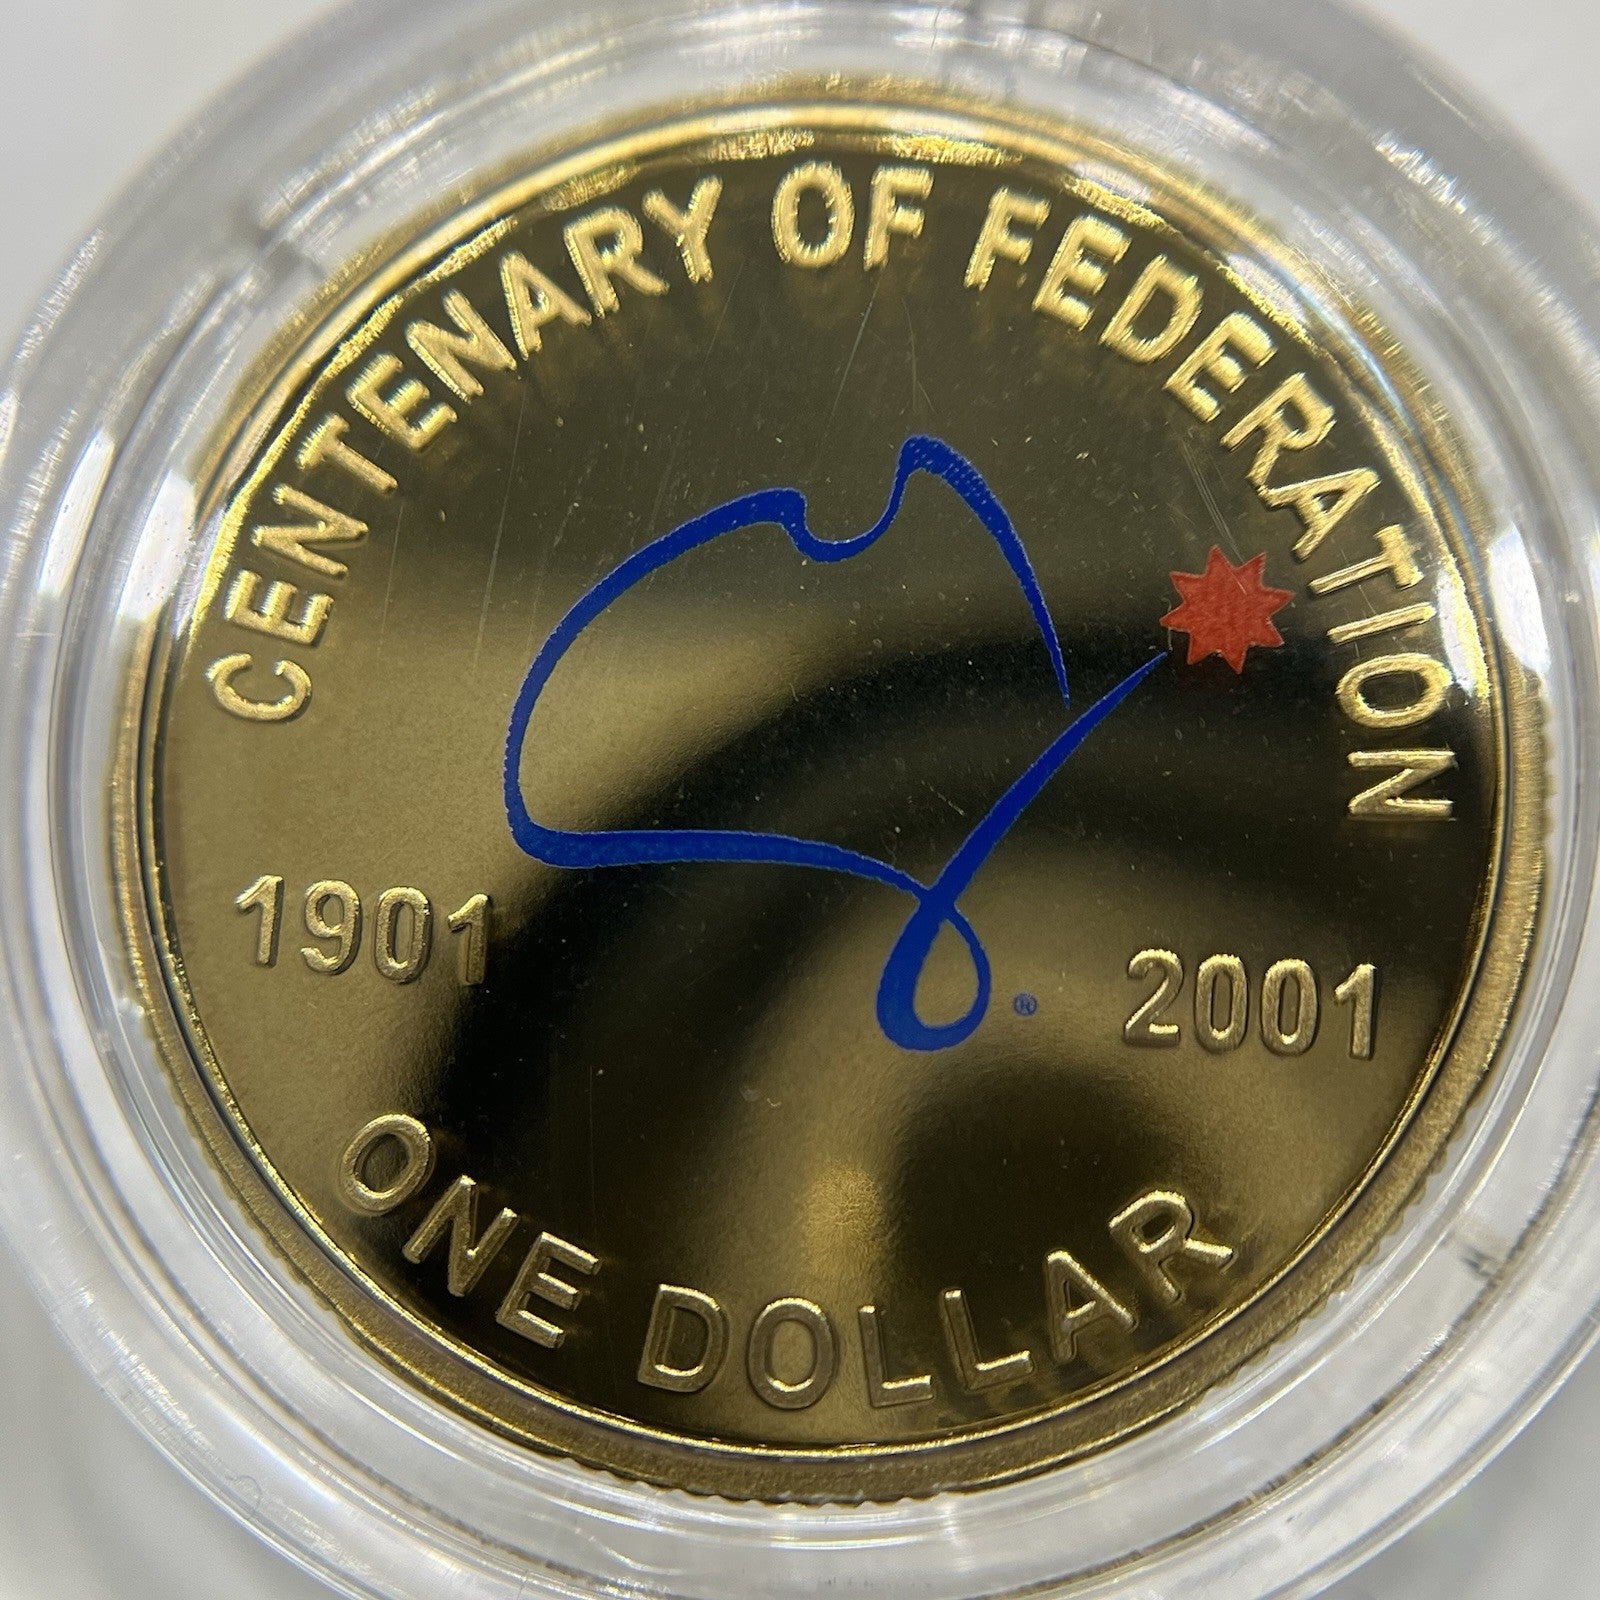 CENTENARY OF FEDERATION
1901
2001
®
ONE DOLLAR